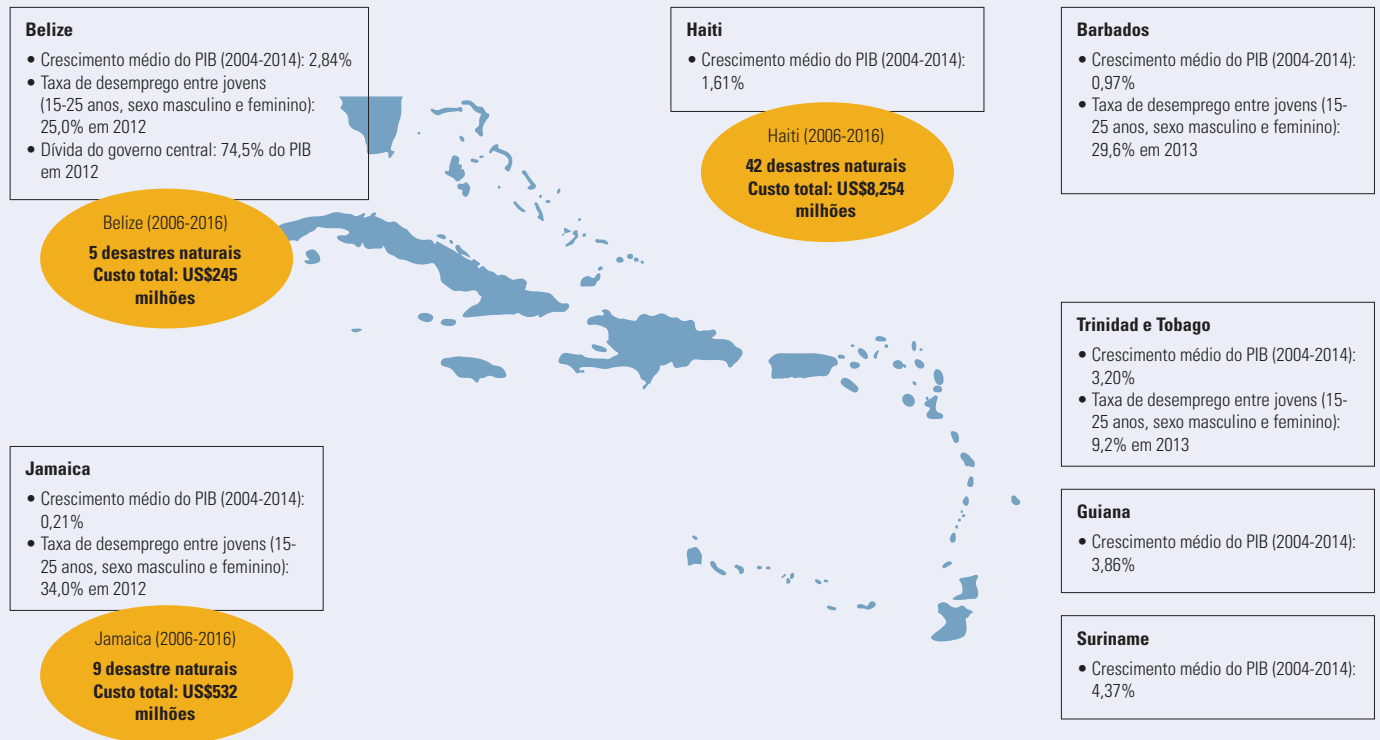 Belize
• Crescimento médio do PIB (2004-2014): 2,84%
• Taxa de desemprego entre jovens
(15-25 anos, sexo masculino e feminino):
25,0% em 2012
• Dívida do governo central: 74,5% do PIB
em 2012
Belize (2006-2016)
5 desastres naturais
Custo total: US$245
milhões
Haiti
• Crescimento médio do PIB (2004-2014):
1,61%
Haiti (2006-2016)
42 desastres naturais
Custo total: US$8,254
milhões
Barbados
• Crescimento médio do PIB (2004-2014):
0,97%
• Taxa de desemprego entre jovens (15-
25 anos, sexo masculino e feminino):
29,6% em 2013
Trinidad e Tobago
• Crescimento médio do PIB (2004-2014):
3,20%
• Taxa de desemprego entre jovens (15-
25 anos, sexo masculino e feminino):
9,2% em 2013
Jamaica
• Crescimento médio do PIB (2004-2014):
0,21%
• Taxa de desemprego entre jovens (15-
25 anos, sexo masculino e feminino):
34,0% em 2012
Jamaica (2006-2016)
9 desastre naturais
Custo total: US$532
milhões
Guiana
• Crescimento médio do PIB (2004-2014):
3,86%
Suriname
• Crescimento médio do PIB (2004-2014):
4,37%